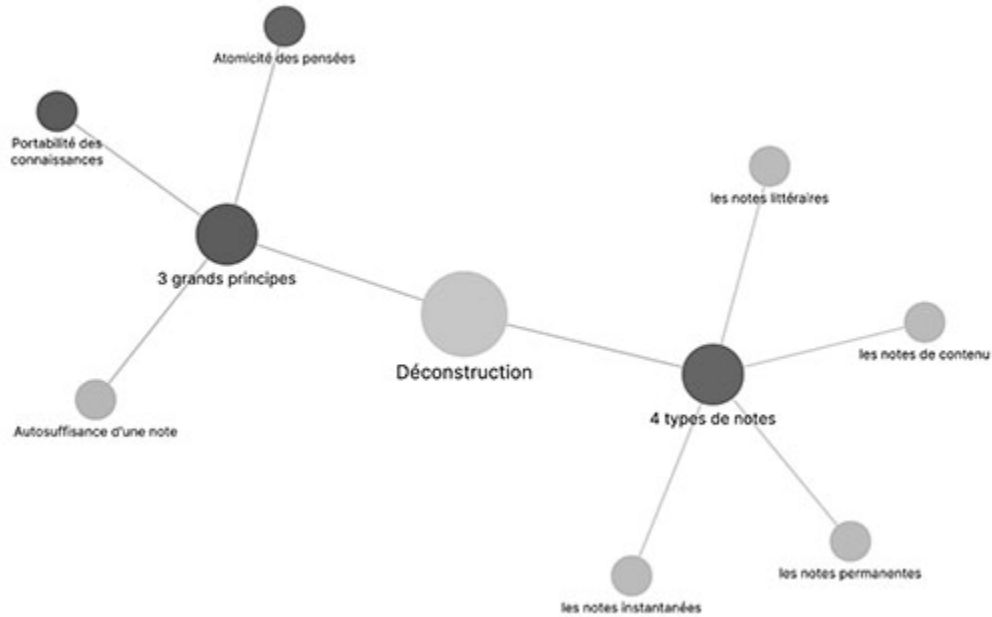 Atomicité des pensées
Portabilité des
connaissances
3 grands principes
Autosuffisance d'une note
Déconstruction
les notes littéraires
les notes de contenu
4 types de notes
les notes permanentes
les notes instantanées